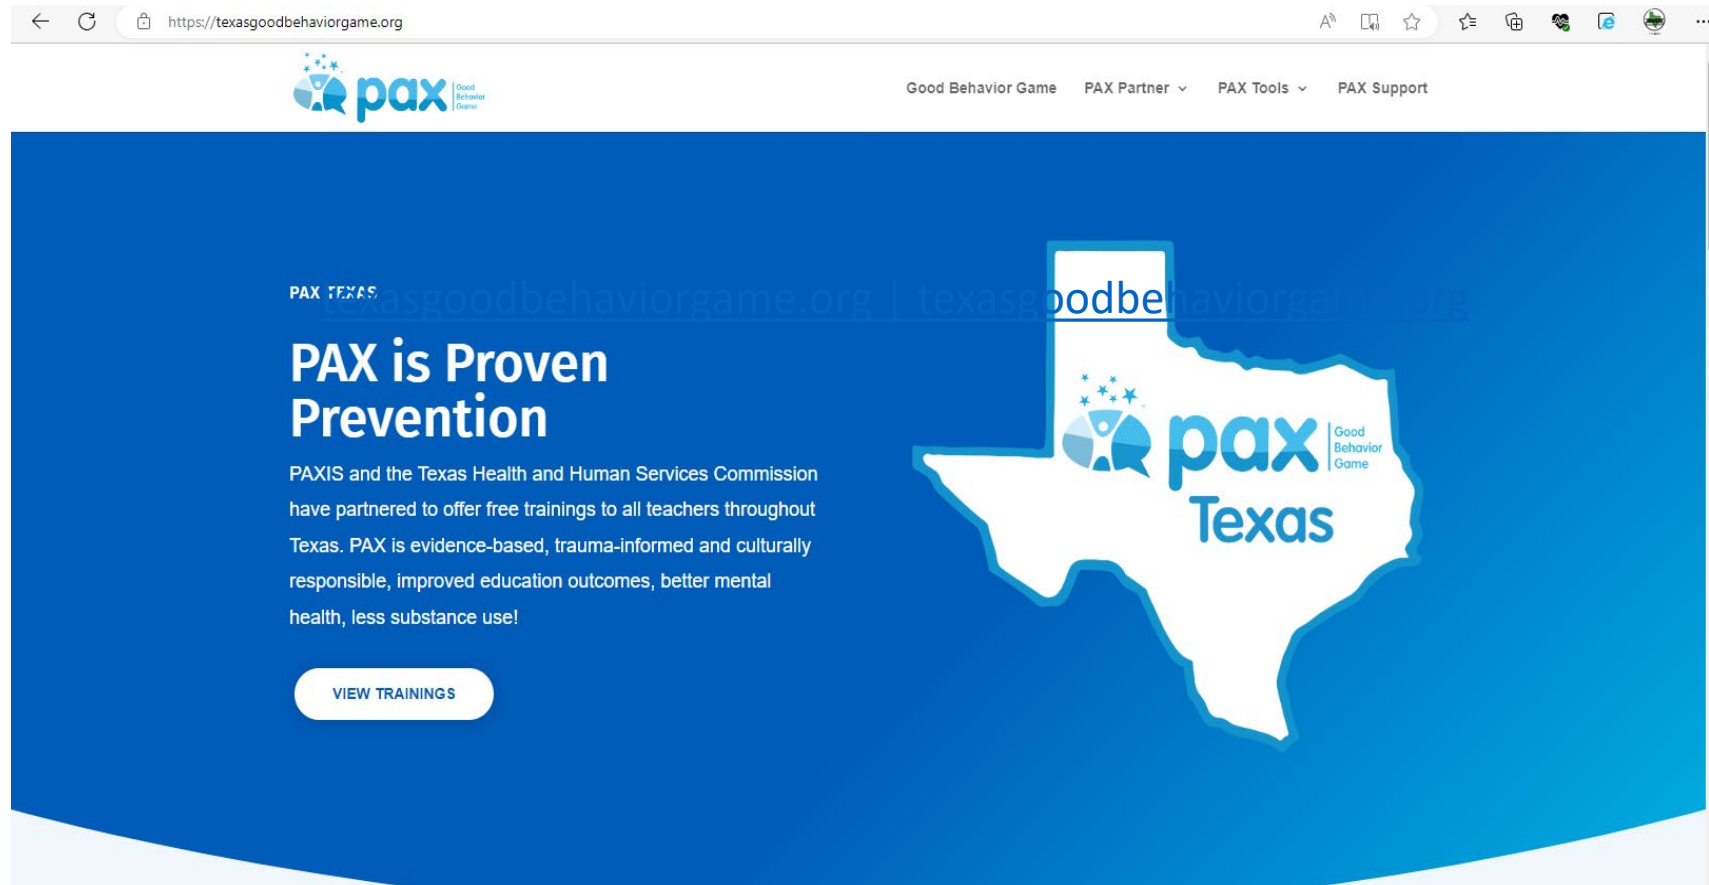 https://texasgoodbehaviorgame.org
pax Good
Behavior
Game
Good Behavior Game PAX Partner PAX Tools PAX Support
PAX TEXAS
texasgoodbehaviorgame.org | texasgoodbehaviorgame.org
PAX is Proven
Prevention
PAXIS and the Texas Health and Human Services Commission
have partnered to offer free trainings to all teachers throughout
Texas. PAX is evidence-based, trauma-informed and culturally
responsible, improved education outcomes, better mental
health, less substance use!
VIEW TRAININGS
pax Good
Behavior
Game
Texas